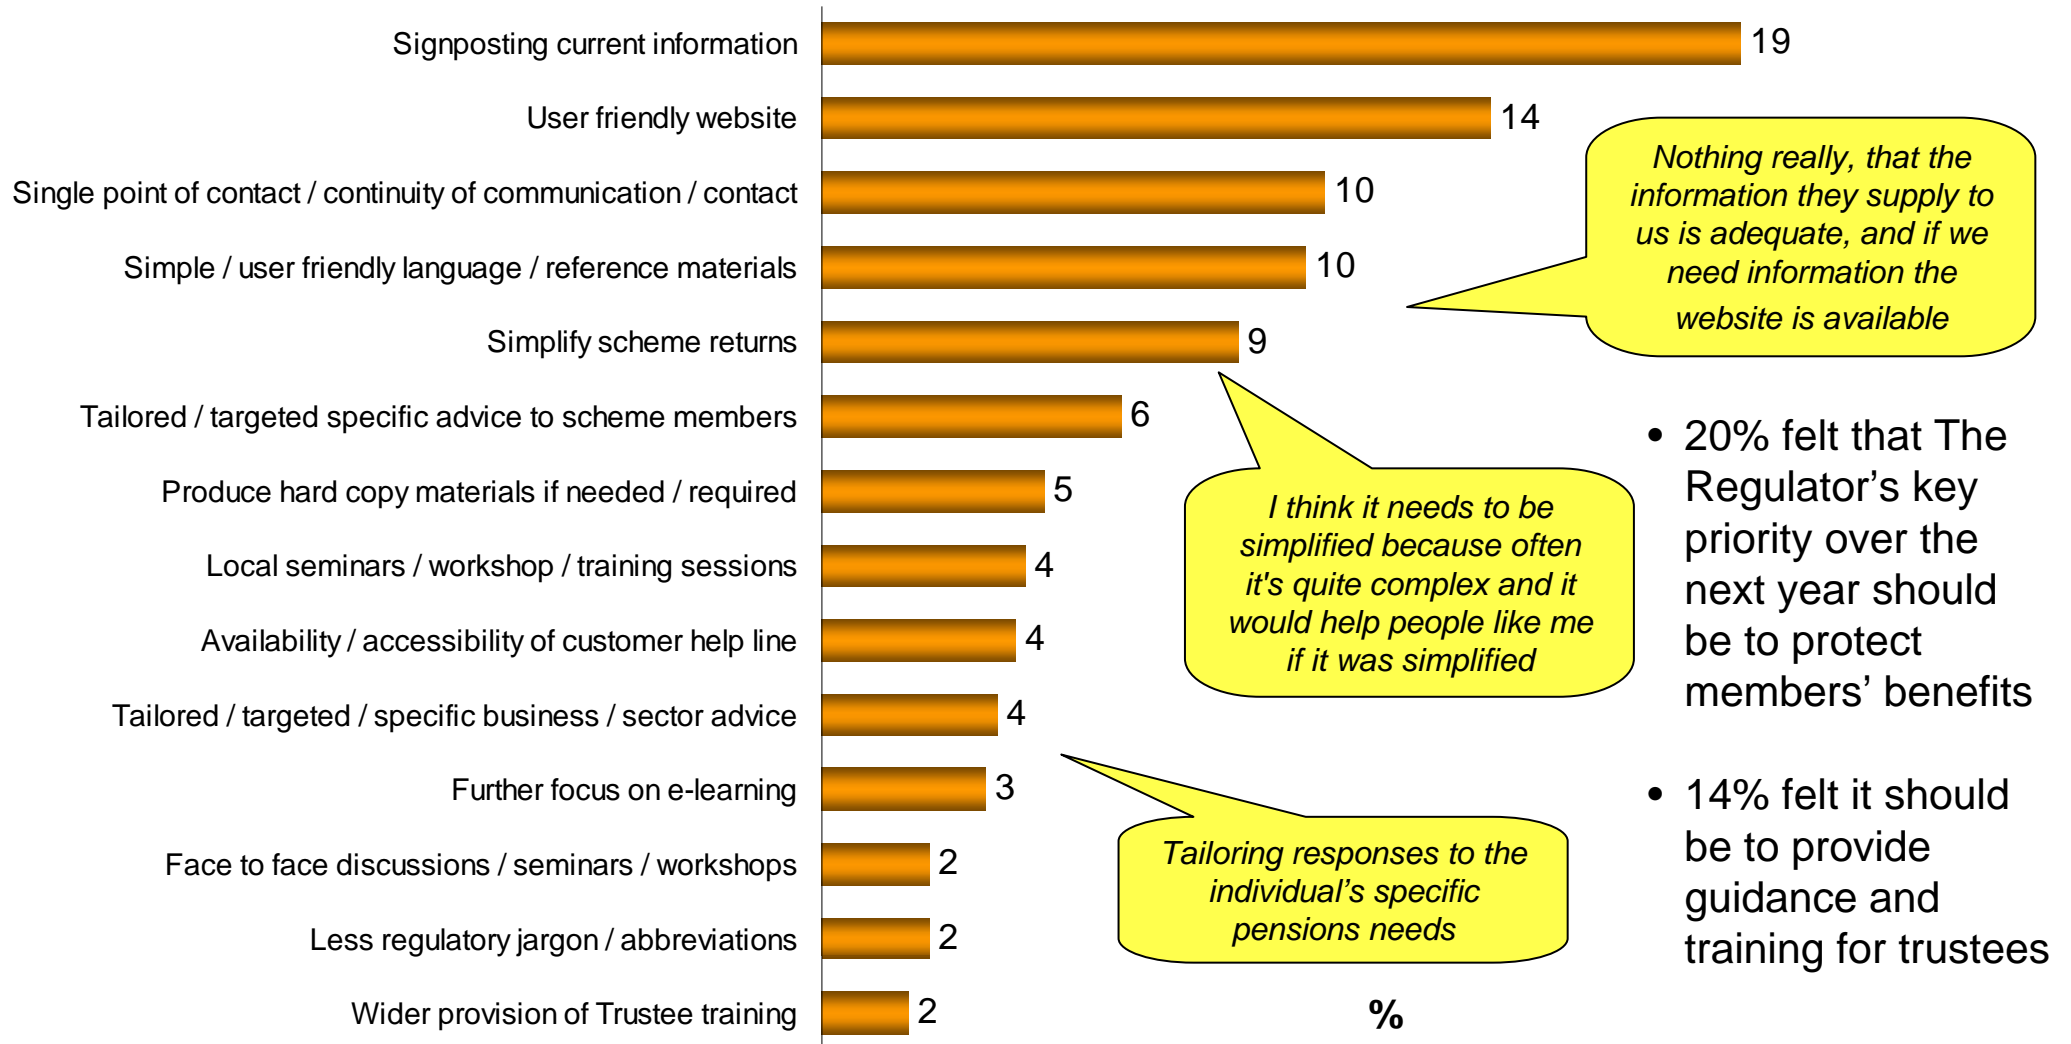 Signposting current information 19
User friendly website 14
Single point of contact / continuity of communication / contact 10
Simple / user friendly language / reference materials 10
Simplify scheme returns 9
Tailored / targeted specific advice to scheme members 6
Produce hard copy materials if needed / required 5
Local seminars / workshop / training sessions 4
Availability / accessibility of customer help line 4
Tailored / targeted / specific business / sector advice 4
Further focus on e-learning 3
Face to face discussions / seminars / workshops 2
Less regulatory jargon / abbreviations 2
Wider provision of Trustee training 2
%
Nothing really, that the
information they supply to
us is adequate, and if we
need information the
website is available
I think it needs to be
simplified because often
it's quite complex and it
would help people like me
if it was simplified
Tailoring responses to the
individual’s specific
pensions needs
• 20% felt that The
Regulator’s key
priority over the
next year should
be to protect
members’ benefits
• 14% felt it should
be to provide
guidance and
training for trustees